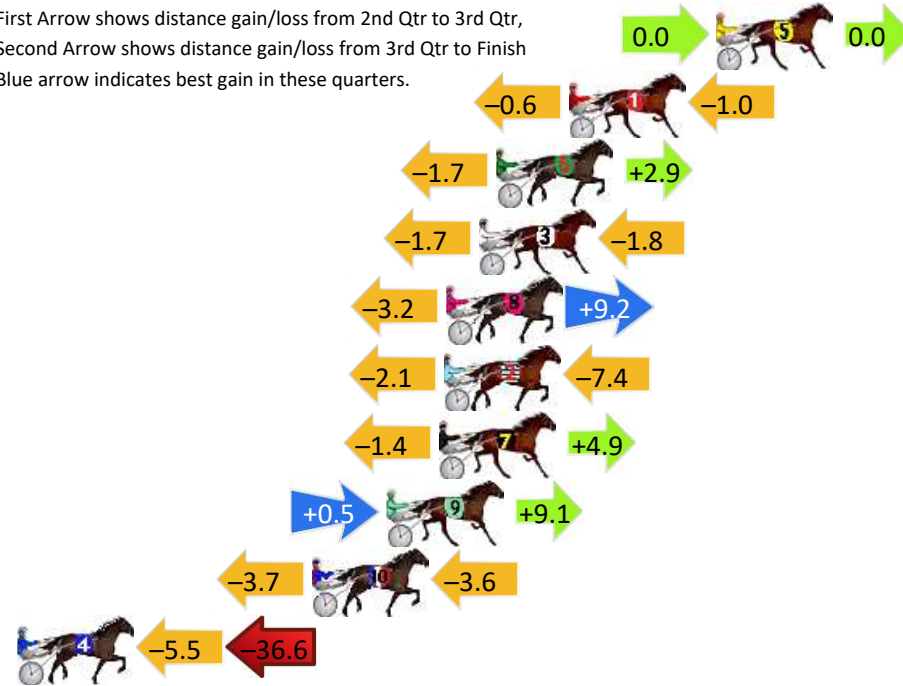 First Arrow shows distance gain/loss from 2nd Qtr to 3rd Qtr,
Second Arrow shows distance gain/loss from 3rd Qtr to Finish
Blue arrow indicates best gain in these quarters.
0.0 5 0.0
–0.6 1 –1.0
–1.7 +2.9
–1.7 3 –1.8
–3.2 8 +9.2
–2.1 2 –7.4
–1.4 7 +4.9
+0.5 9 +9.1
–3.7 10 –3.6
4 –5.5 –36.6